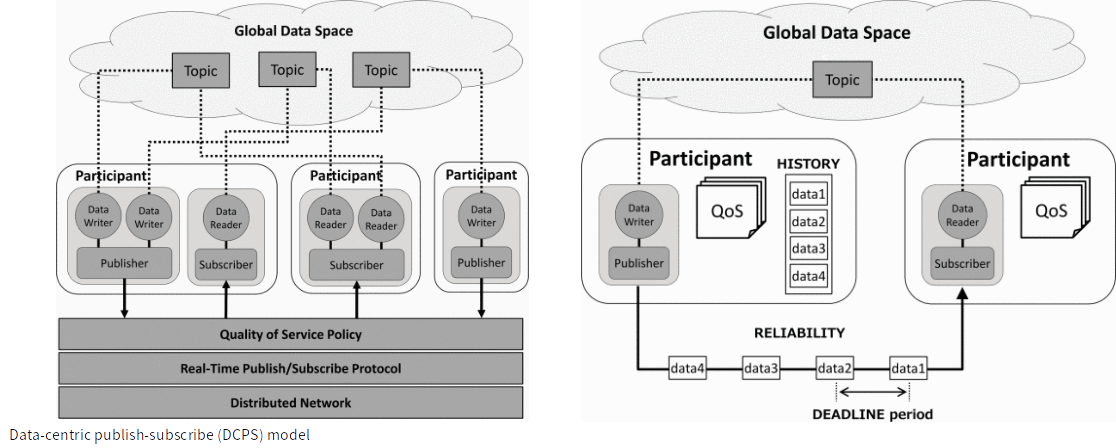 Global Data Space
Topic
Topic
Topic
Participant
Participant
Participant
Data
Writer
Data
Writer
Data
Reader
Data
Reader
Data
Reader
Data
Writer
Publisher
Subscriber
Subscriber
Publisher
Quality of Service Policy
Real-Time Publish/Subscribe Protocol
Distributed Network
Data-centric publish-subscribe (DCPS) model
Global Data Space
Topic
Participant
HISTORY
Data
Writer
Publisher
QoS
data1
data2
data3
data4
Participant
Data
Reader
Subscriber
QoS
RELIABILITY
data4
data3
data2
data1
DEADLINE period